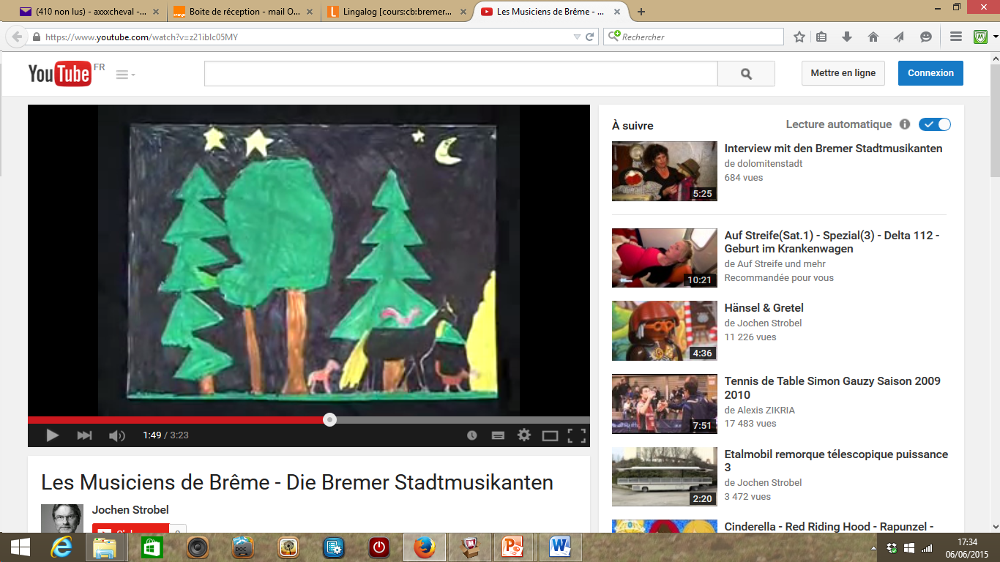 (410 non lus) - axxxcheval -...
Boite de réception - mail O...
Lingalog [cours:cb:bremer...
Les Musiciens de Brême - ...
https://www.youtube.com/watch?v=z21ibIc05MY
Rechercher
YouTube FR
Mettre en ligne
Connexion
1:49 / 3:23
Les Musiciens de Brême - Die Bremer Stadtmusikanten
Jochen Strobel
À suivre
Lecture automatique
Interview mit den Bremer Stadtmusikanten
de dolomitenstadt
684 vues
5:25
Auf Streife(Sat.1) - Spezial(3) - Delta 112 -
Geburt im Krankenwagen
de Auf Streife und mehr
Recommandée pour vous
10:21
Hänsel & Gretel
de Jochen Strobel
11 226 vues
4:36
Tennis de Table Simon Gauzy Saison 2009
2010
de Alexis ZIKRIA
17 483 vues
7:51
Etalmobil remorque télescopique puissance
3
de Jochen Strobel
3 472 vues
2:20
Cinderella - Red Riding Hood - Rapunzel -
DOC
17:34
06/06/2015